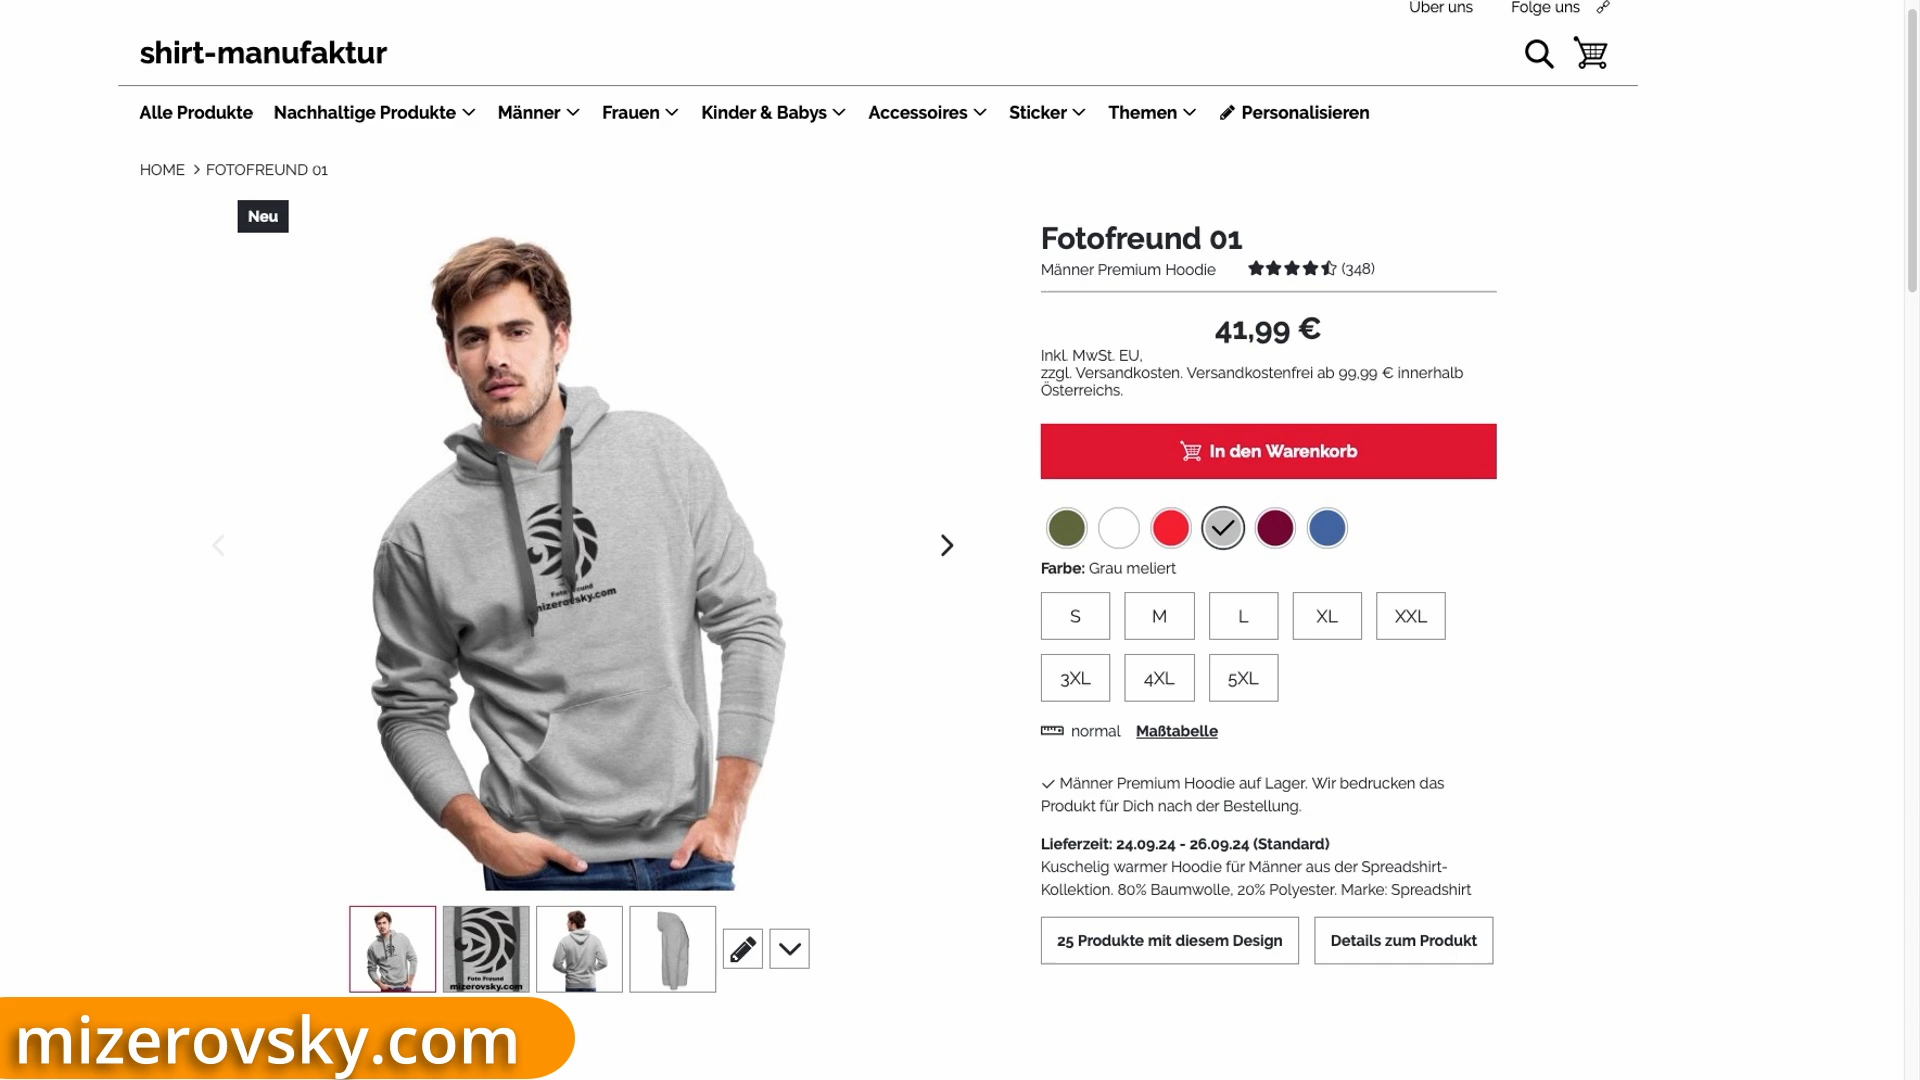 Über uns
Folge uns
shirt-manufaktur
Alle Produkte
Nachhaltige Produkte
Männer
Frauen
Kinder & Babys
Accessoires
Sticker
Themen
Personalisieren
HOME > FOTOFREUND 01
Neu
Fotofreund 01
Männer Premium Hoodie
(348)
41,99 €
Inkl. MwSt. EU,
zzgl. Versandkosten. Versandkostenfrei ab 99,99 € innerhalb
Österreichs.
In den Warenkorb
Farbe: Grau meliert
S
M
L
XL
XXL
3XL
4XL
5XL
normal
Maßtabelle
Männer Premium Hoodie auf Lager. Wir bedrucken das
Produkt für Dich nach der Bestellung.
Lieferzeit: 24.09.24 - 26.09.24 (Standard)
Kuschelig warmer Hoodie für Männer aus der Spreadshirt-
Kollektion. 80% Baumwolle, 20% Polyester. Marke: Spreadshirt
25 Produkte mit diesem Design
Details zum Produkt
Foto Freund
mizerovsky.com
mizerovsky.com